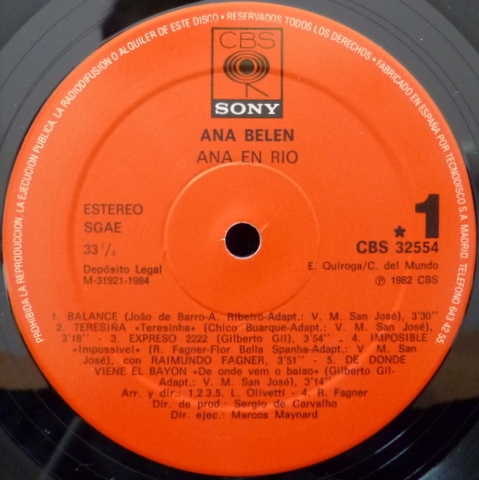 PROHIBIDA LA REPRODUCCION, LA EJECUCION PUBLICA, LA RADIODIFUSION O ALQUILER DE ESTE DISCO • RESERVADOS TODOS LOS DERECHOS • FABRICADO EN ESPAÑA POR TECNODISCO S.A. MADRID. TELEFONO 643 42 55
CBS
SONY
ANA BELEN
ANA EN RIO
ESTEREO
SGAE
33 1/3
Depósito Legal
M-31921-1984
* 1
CBS 32554
E. Quiroga/C. del Mundo
℗ 1982 CBS
1. BALANCE (João de Barro-A. Ribeiro-Adapt.: V. M. San José), 3'30" --
2. TERESIÑA «Teresinha» (Chico Buarque-Adapt.: V. M. San José),
3'18" - 3. EXPRESO 2222 (Gilberto Gil), 3'54" - 4. IMPOSIBLE
«Impossivel» (R. Fagner-Flor Bella Spanha-Adapt.: V. M. San
José), con RAIMUNDO FAGNER, 3'51" - 5. DE DONDE
VIENE EL BAYON «De onde vem o baiao» (Gilberto Gil-
Adapt.: V. M. San José), 3'14"
Arr. y dir.: 1,2,3,5. L. Olivetti - 4. R. Fagner
Dir. de prod.: Sergio de Carvalho
Dir. ejec.: Marcos Maynard